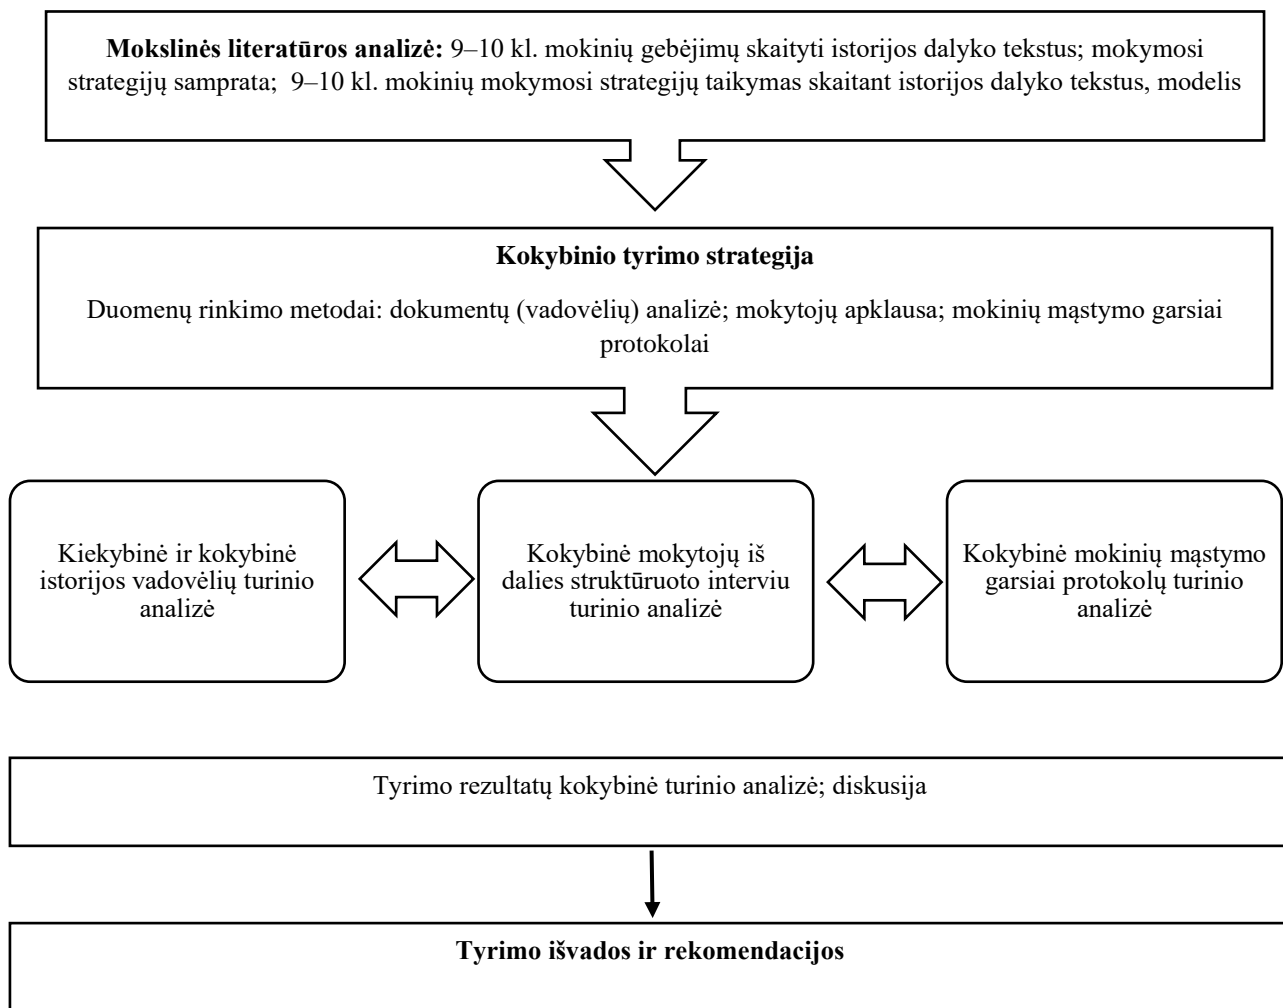 Mokslinės literatūros analizė: 9–10 kl. mokinių gebėjimų skaityti istorijos dalyko tekstus; mokymosi
strategijų samprata;  9–10 kl. mokinių mokymosi strategijų taikymas skaitant istorijos dalyko tekstus, modelis
Kokybinio tyrimo strategija
Duomenų rinkimo metodai: dokumentų (vadovėlių) analizė; mokytojų apklausa; mokinių mąstymo garsiai
protokolai
Kiekybinė ir kokybinė
istorijos vadovėlių turinio
analizė
Kokybinė mokytojų iš
dalies struktūruoto interviu
turinio analizė
Kokybinė mokinių mąstymo
garsiai protokolų turinio
analizė
Tyrimo rezultatų kokybinė turinio analizė; diskusija
Tyrimo išvados ir rekomendacijos